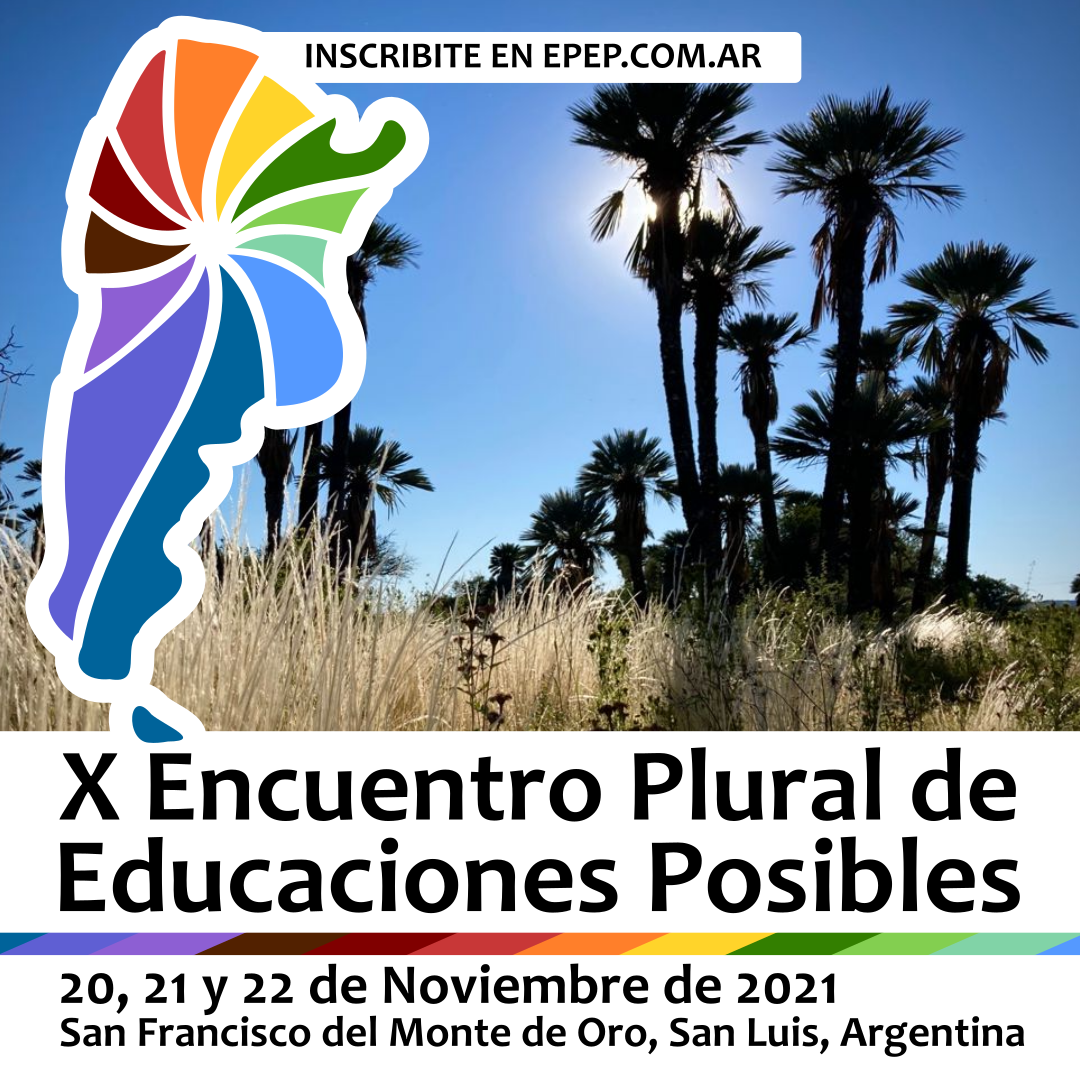 INSCRIBITE EN EPEP.COM.AR
X Encuentro Plural de
Educaciones Posibles
20, 21 y 22 de Noviembre de 2021
San Francisco del Monte de Oro, San Luis, Argentina